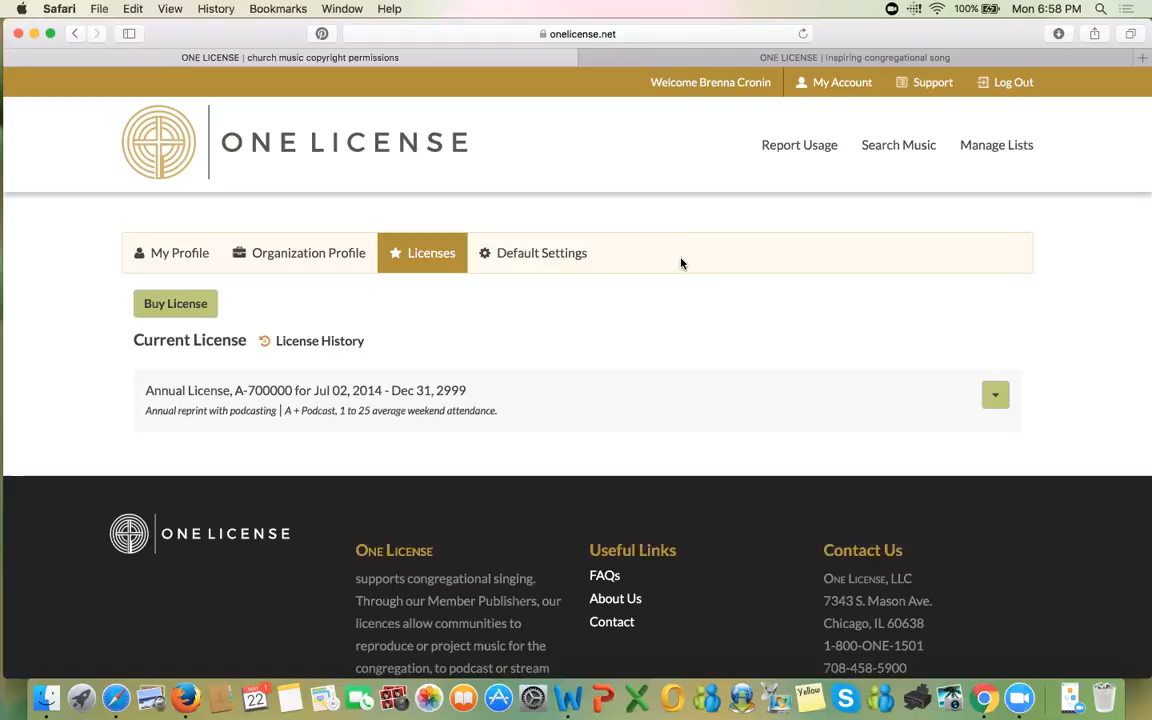 Safari File Edit View History Bookmarks Window Help 100% Mon 6:58 PM
onelicense.net
ONE LICENSE | church music copyright permissions ONE LICENSE | Inspiring congregational song
Welcome Brenna Cronin My Account Support Log Out
ONE LICENSE
Report Usage Search Music Manage Lists
My Profile Organization Profile Licenses Default Settings
Buy License
Current License License History
Annual License, A-700000 for Jul 02, 2014 - Dec 31, 2999
Annual reprint with podcasting | A + Podcast, 1 to 25 average weekend attendance.
ONE LICENSE
ONE LICENSE
supports congregational singing.
Through our Member Publishers, our
licences allow communities to
reproduce or project music for the
congregation, to podcast or stream
Useful Links
FAQs
About Us
Contact
Contact Us
ONE LICENSE, LLC
7343 S. Mason Ave.
Chicago, IL 60638
1-800-ONE-1501
708-458-5900
22
Yellow